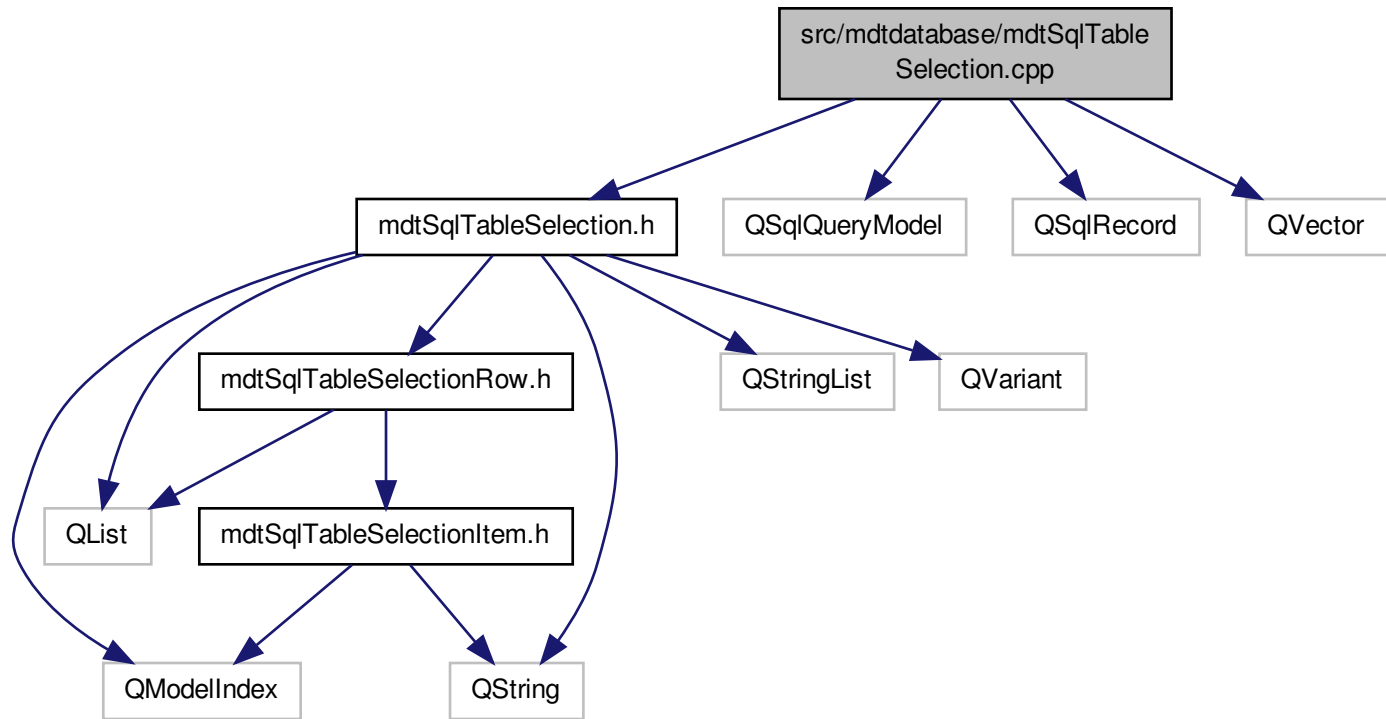 src/mdtdatabase/mdtSqlTable
Selection.cpp
mdtSqlTableSelection.h
QSqlQueryModel
QSqlRecord
QVector
mdtSqlTableSelectionRow.h
QStringList
QVariant
QList
mdtSqlTableSelectionItem.h
QModelIndex
QString